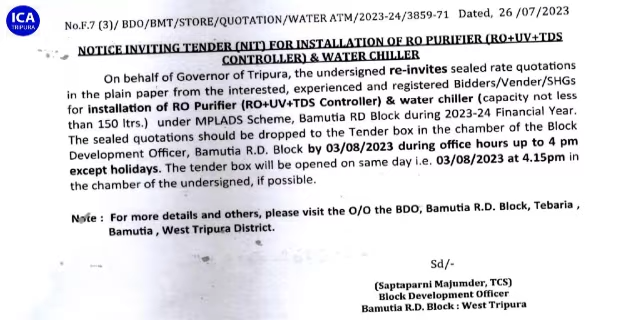 ICA
TRIPURA
No.F.7 (3)/ BDO/BMT/STORE/QUOTATION/WATER ATM/2023-24/3859-71 Dated, 26 /07/2023
NOTICE INVITING TENDER (NIT) FOR INSTALLATION OF RO PURIFIER (RO+UV+TDS
CONTROLLER) & WATER CHILLER
On behalf of Governor of Tripura, the undersigned re-invites sealed rate quotations
in the plain paper from the interested, experienced and registered Bidders/Vender/SHGs
for installation of RO Purifier (RO+UV+TDS Controller) & water chiller (capacity not less
than 150 ltrs.) under MPLADS Scheme, Bamutia RD Block during 2023-24 Financial Year.
The sealed quotations should be dropped to the Tender box in the chamber of the Block
Development Officer, Bamutia R.D. Block by 03/08/2023 during office hours up to 4 pm
except holidays. The tender box will be opened on same day i.e. 03/08/2023 at 4.15pm in
the chamber of the undersigned, if possible.
Note : For more details and others, please visit the O/O the BDO, Bamutia R.D. Block, Tebaria ,
Bamutia , West Tripura District.
Sd/-
(Saptaparni Majumder, TCS)
Block Development Officer
Bamutia R.D. Block : West Tripura